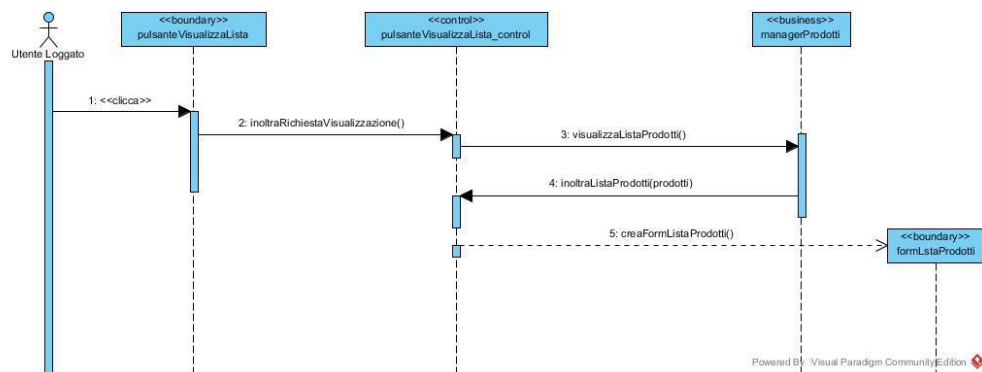 <<boundary>>
pulsanteVisualizzaLista
<<control>>
pulsanteVisualizzaLista_control
<<business>>
managerProdotti
Utente Loggato
1: <<clicca>>
2: inoltraRichiestaVisualizzazione()
3: visualizzaListaProdotti()
4: inoltraListaProdotti(prodotti)
5: creaFormListaProdotti()
<<boundary>>
formLstaProdotti
Powered By Visual Paradigm Community Edition